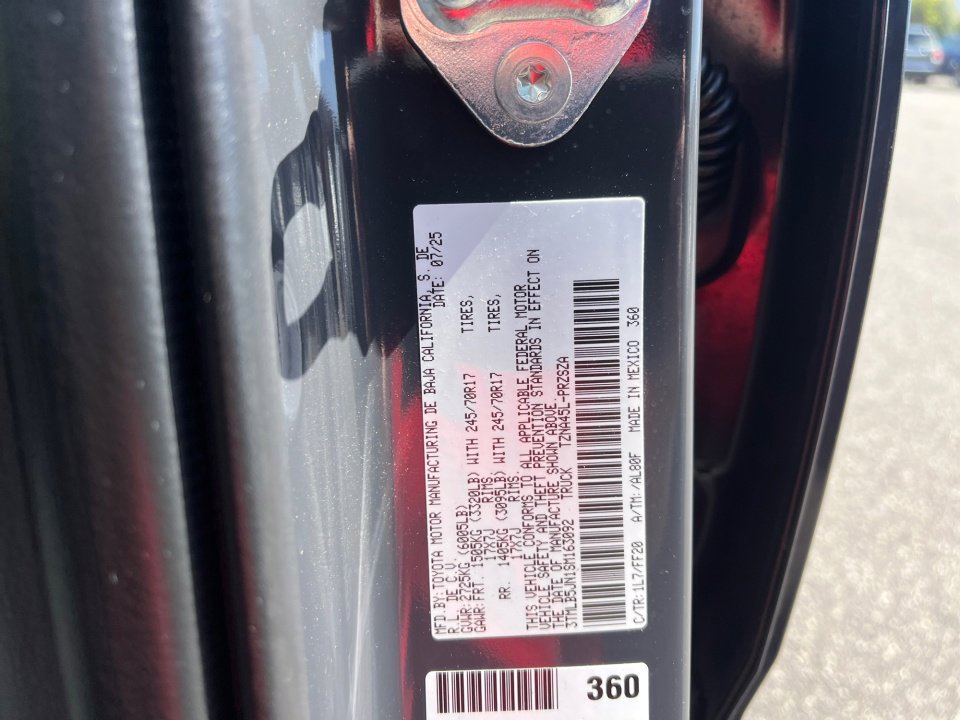 MFD.BY:TOYOTA MOTOR MANUFACTURING DE BAJA CALIFORNIA, S. DE
R.L. DE C.V. DATE: 07/25
GVWR:2725KG (6005LB)
GAWR:FRT. 1505KG (3320LB) WITH 245/70R17 TIRES,
17X7J RIMS.
RR. 1405KG (3095LB) WITH 245/70R17 TIRES,
17X7J RIMS.
THIS VEHICLE CONFORMS TO ALL APPLICABLE FEDERAL MOTOR
VEHICLE SAFETY AND THEFT PREVENTION STANDARDS IN EFFECT ON
THE DATE OF MANUFACTURE SHOWN ABOVE.
3TMLB5JN1SM163092 TRUCK TZNA45L-PRZSZA
C/TR:1L7/FF20 A/TM:/AL80F MADE IN MEXICO 360
360